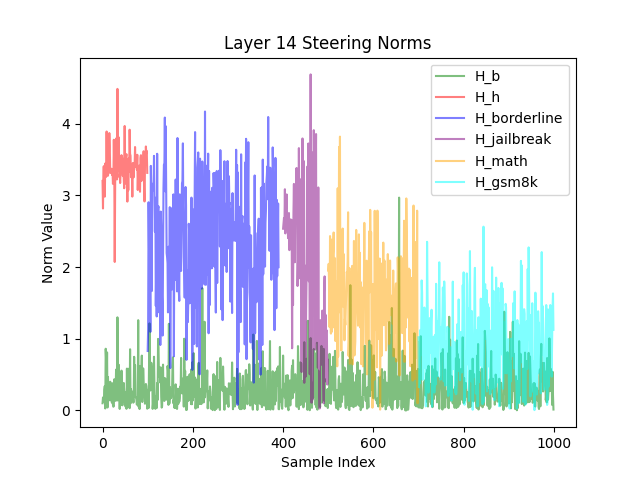 Layer 14 Steering Norms
H_b
H_h
H_borderline
H_jailbreak
H_math
H_gsm8k
Norm Value
4
3
2
1
0
0
200
400
600
800
1000
Sample Index